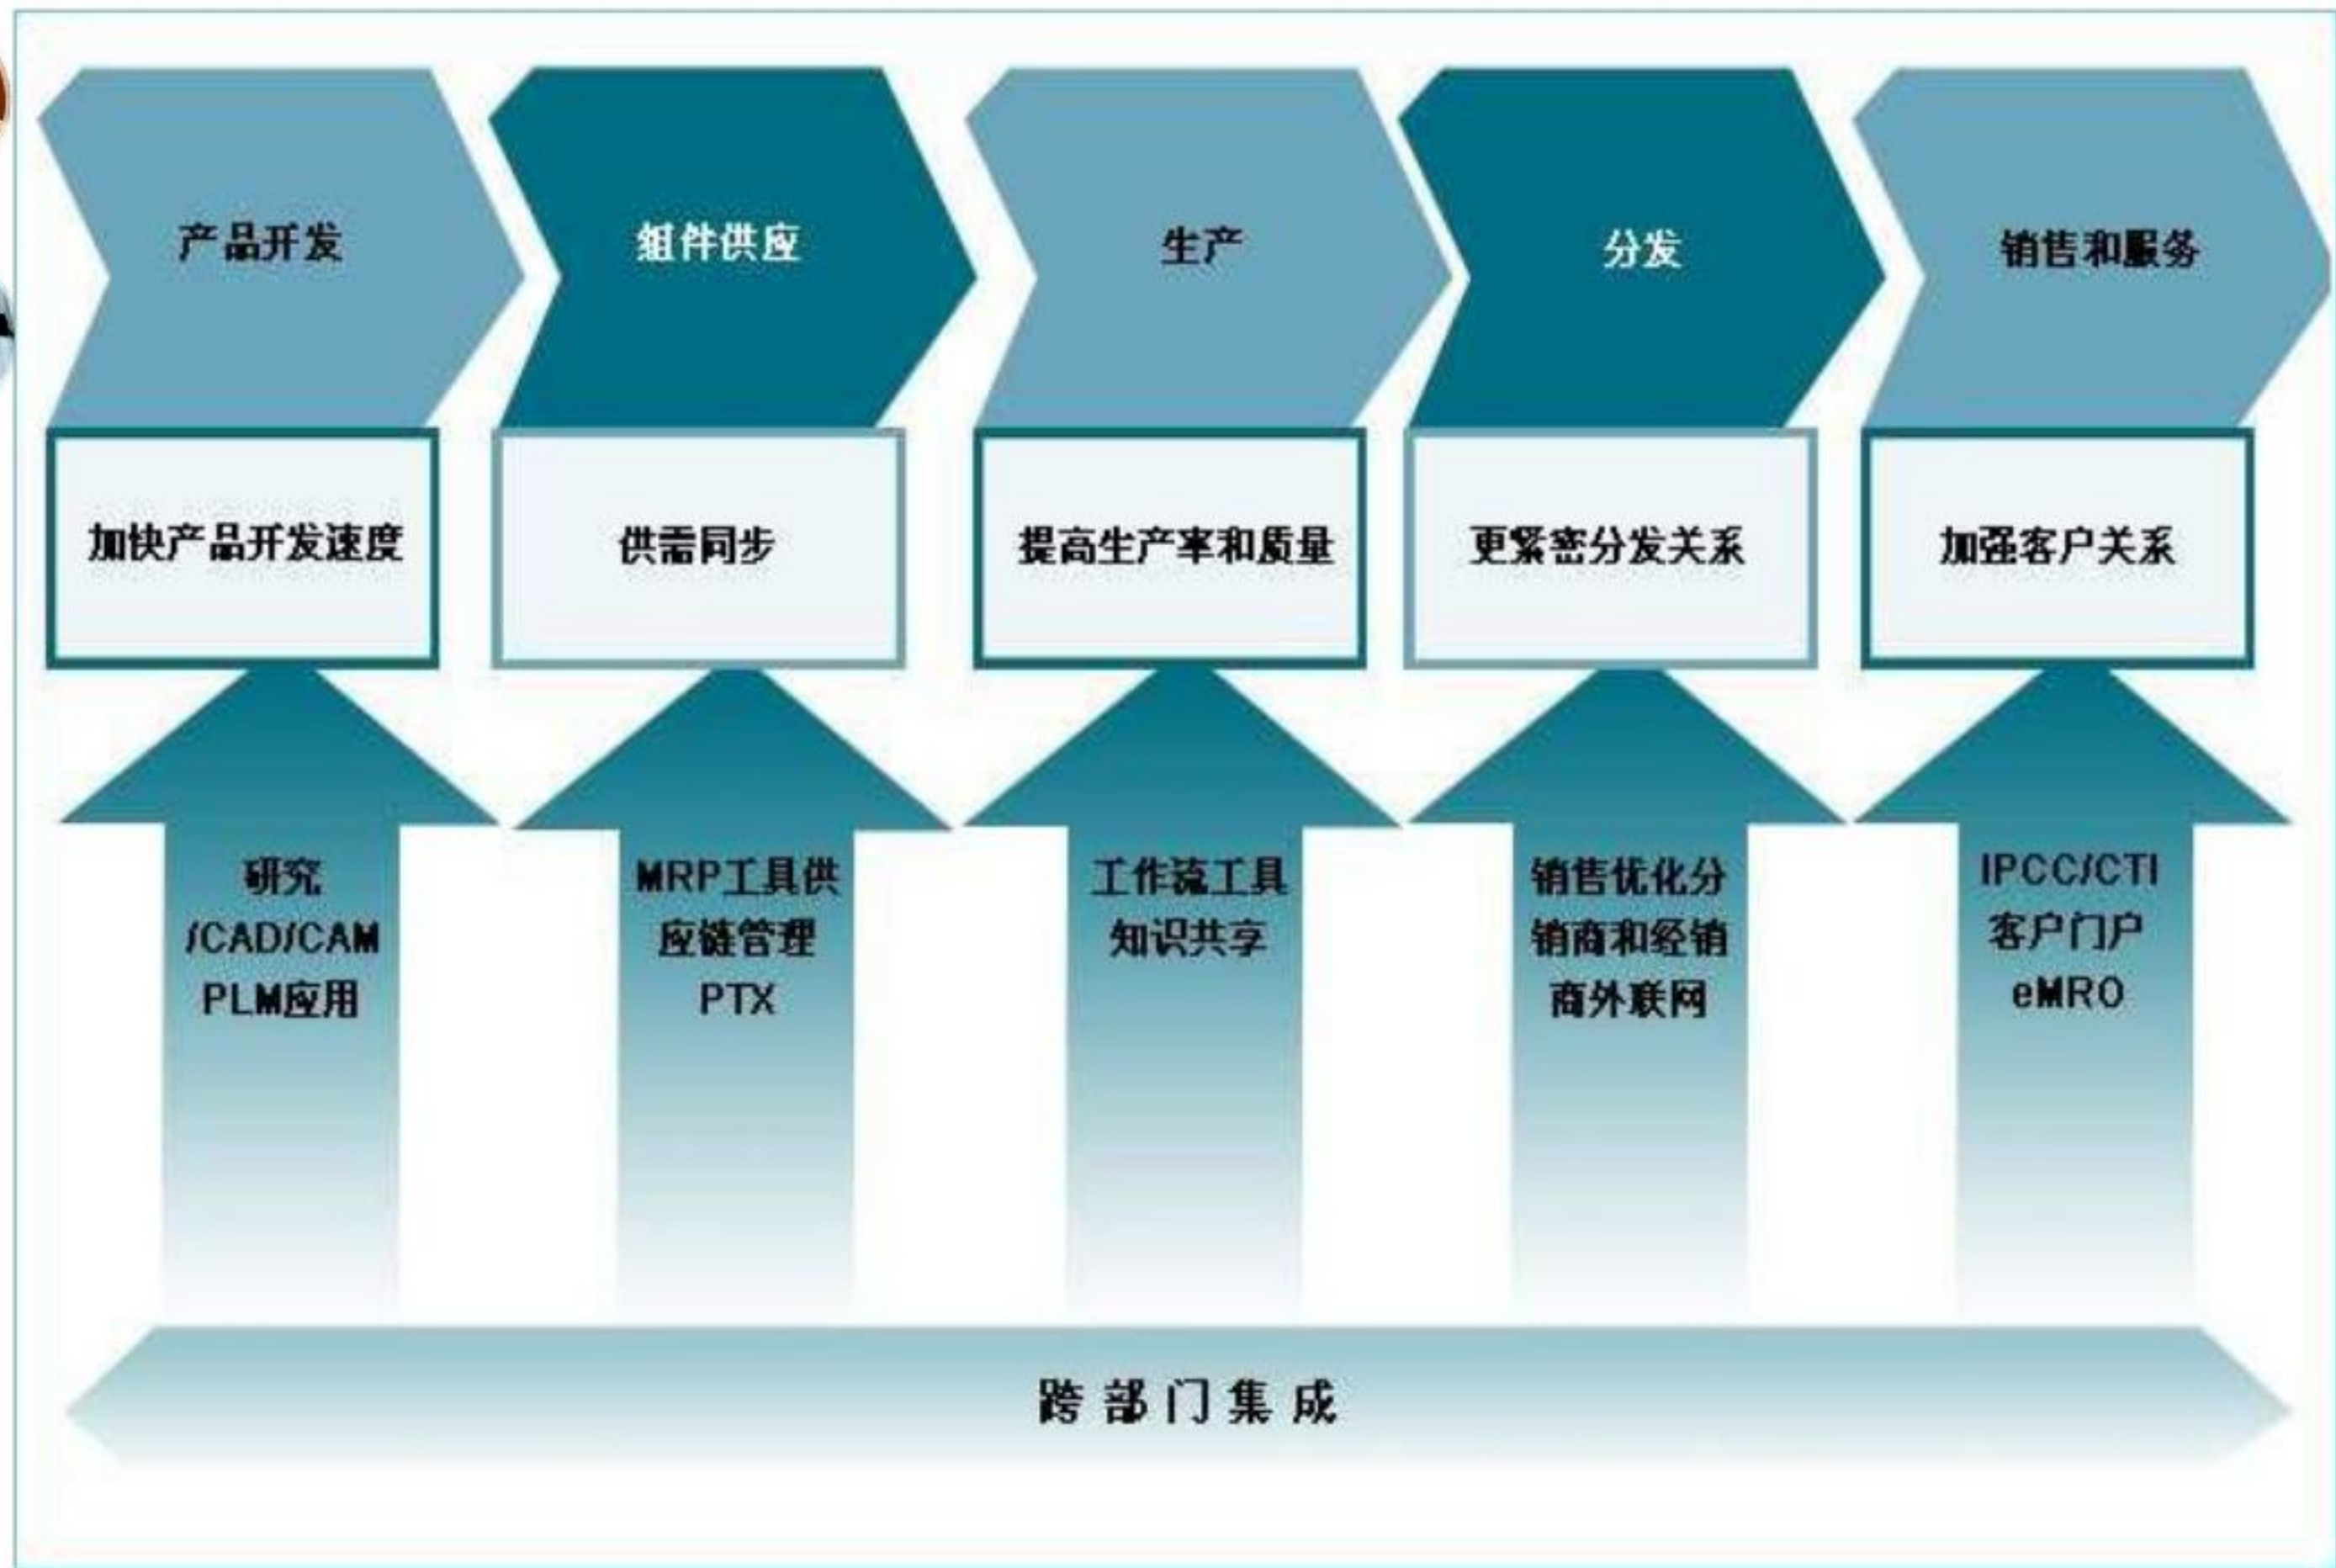 产品开发
组件供应
生产
分发
销售和服务
加快产品开发速度
供需同步
提高生产率和质量
更紧密分发关系
加强客户关系
研究
/CAD/CAM
PLM应用
MRP工具供
应链管理
PTX
工作流工具
知识共享
销售优化分
销商和经销
商外联网
IPCC/CTI
客户门户
eMRO
跨部门集成